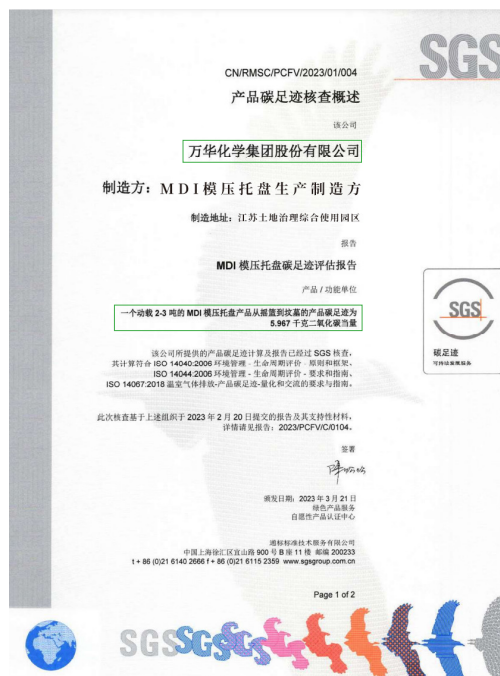 SGS
CN/RMSC/PCFV/2023/01/004
产品碳足迹核查概述
该公司
万华化学集团股份有限公司
制造方：MDI模压托盘生产制造方
制造地址：江苏土地治理综合使用园区
报告
MDI 模压托盘碳足迹评估报告
产品 / 功能单位
一个动载 2-3 吨的 MDI 模压托盘产品从摇篮到坟墓的产品碳足迹为
5.967 千克二氧化碳当量
SGS
碳足迹
可持续发展服务
该公司所提供的产品碳足迹计算及报告已经过 SGS 核查，
其计算符合 ISO 14040:2006 环境管理 - 生命周期评价 - 原则和框架、
ISO 14044:2006 环境管理 - 生命周期评价 - 要求和指南、
ISO 14067:2018 温室气体排放-产品碳足迹-量化和交流的要求与指南。
此次核查基于上述组织于 2023 年 2 月 20 日提交的报告及其支持性材料，
详情请见报告：2023/PCFV/C/0104。
签署
颁发日期：2023 年 3 月 21 日
绿色产品服务
自愿性产品认证中心
通标标准技术服务有限公司
中国上海徐汇区宜山路 900 号 B 座 11 楼 邮编 200233
t + 86 (0)21 6140 2666 f + 86 (0)21 6115 2359 www.sgsgroup.com.cn
Page 1 of 2
SGSSGSSGS